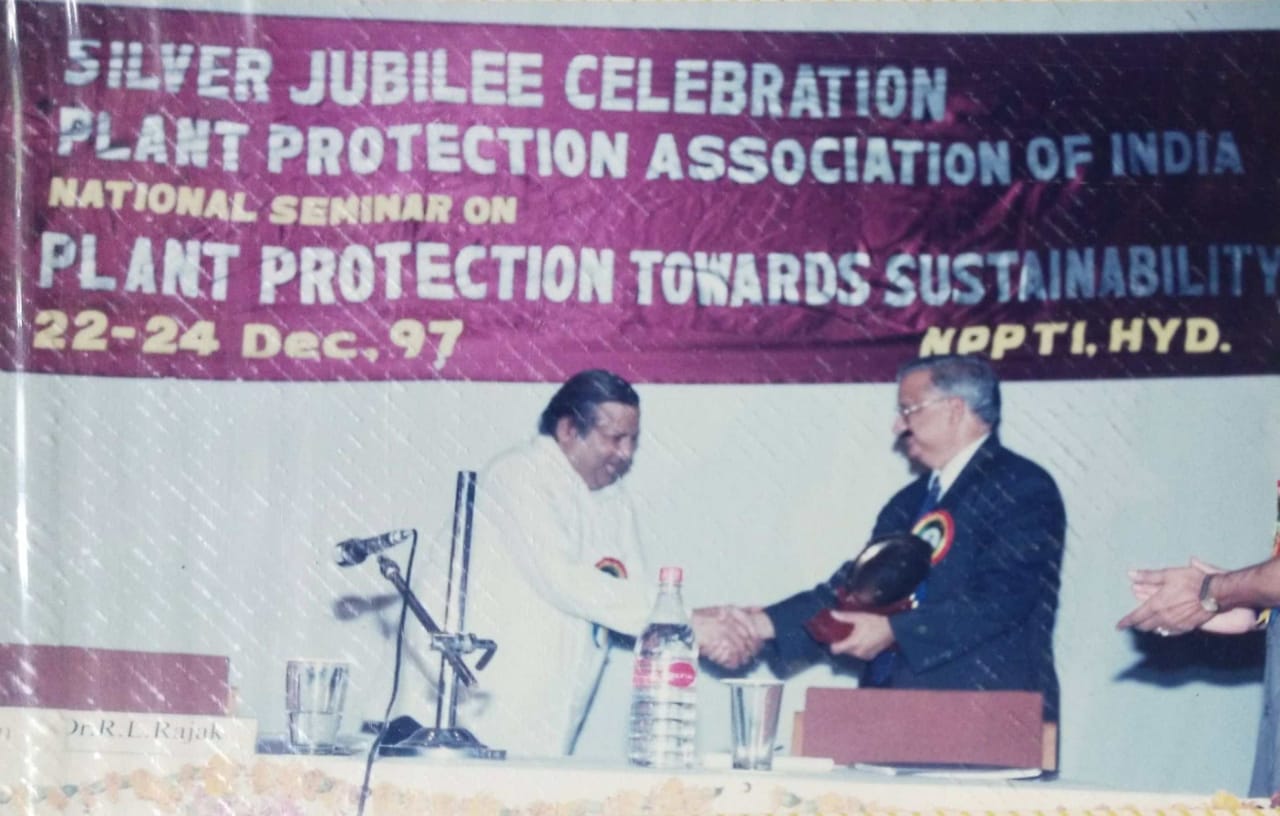 SILVER JUBILEE CELEBRATION
PLANT PROTECTION ASSOCIATION OF INDIA
NATIONAL SEMINAR ON
PLANT PROTECTION TOWARDS SUSTAINABILITY
22-24 Dec., 97 NPPTI, HYD.
Dr.R.L.Rajak